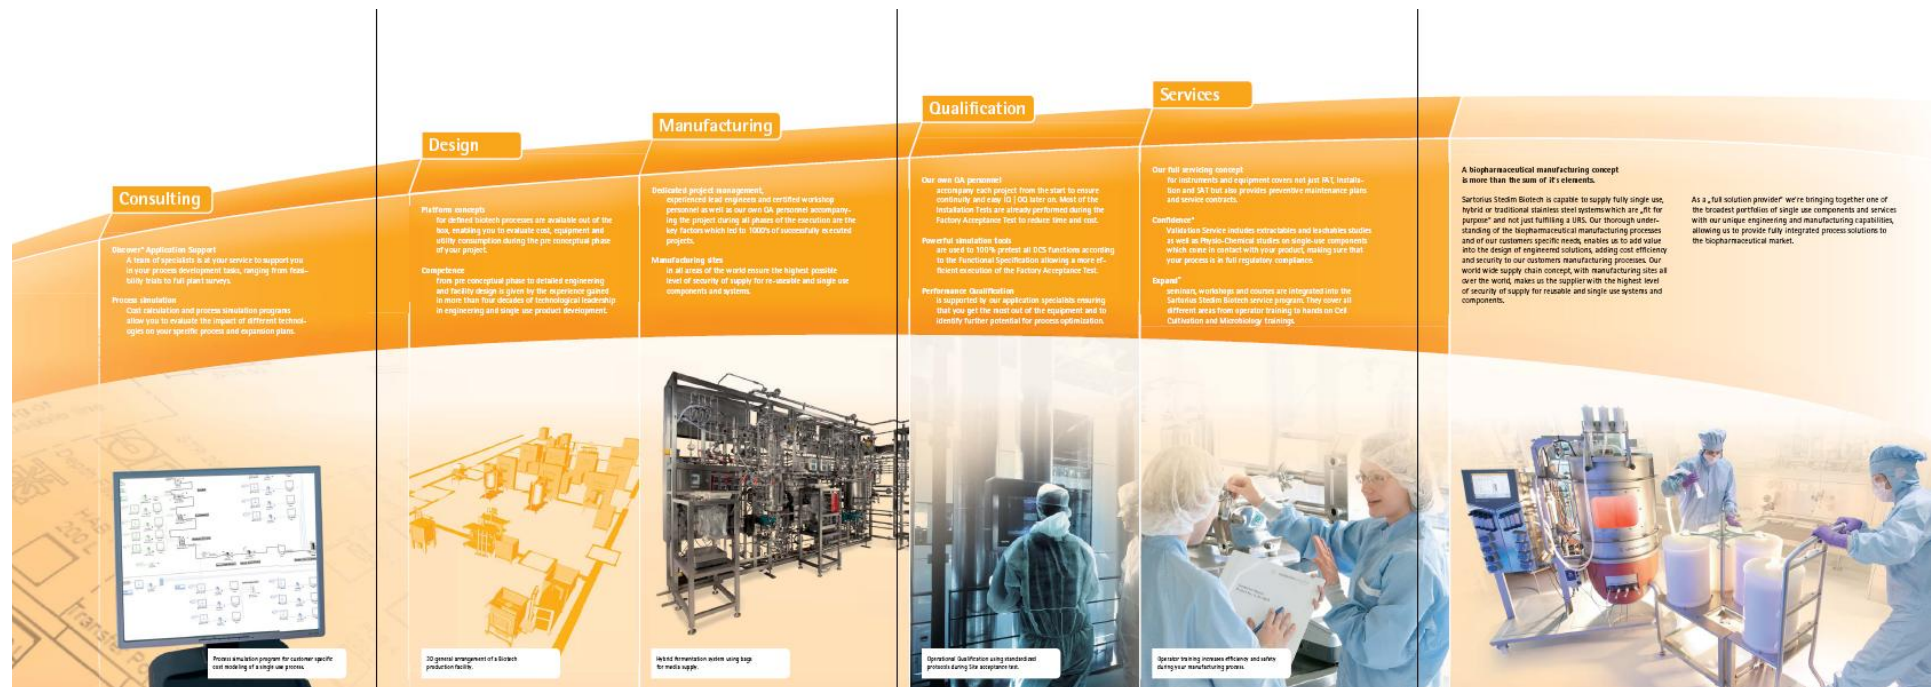 Consulting
Discover® Application Support
A team of specialists is at your service to support you
in your process development tasks, ranging from feasi-
bility trials to full plant surveys.
Process simulation
Cost calculation and process simulation programs
allow you to evaluate the impact of different technol-
ogies on your specific process and expansion plans.
Process simulation program for customer specific
cost modeling of a single use process.
Design
Platform concepts
for defined biotech processes are available out of the
box, enabling you to evaluate cost, equipment and
utility consumption during the pre conceptual phase
of your project.
Competence
from pre conceptual phase to detailed engineering
and facility design is given by the experience gained
in more than four decades of technological leadership
in engineering and single use product development.
3D general arrangement of a Biotech
production facility.
Manufacturing
Dedicated project management,
experienced lead engineers and certified workshop
personnel as well as our own QA personnel accompany-
ing the project during all phases of the execution are the
key factors which led to 1000's of successfully executed
projects.
Manufacturing sites
in all areas of the world ensure the highest possible
level of security of supply for re-useable and single use
components and systems.
Hybrid fermentation system using bags
for media supply.
Qualification
Our own QA personnel
accompany each project from the start to ensure
continuity and easy IQ | OQ later on. Most of the
Installation Tests are already performed during the
Factory Acceptance Test to reduce time and cost.
Powerful simulation tools
are used to 100% pretest all DCS functions according
to the Functional Specification allowing a more ef-
ficient execution of the Factory Acceptance Test.
Performance Qualification
is supported by our application specialists ensuring
that you get the most out of the equipment and to
identify further potential for process optimization.
Operational Qualification using standardized
protocols during Site acceptance test.
Services
Our full servicing concept
for instruments and equipment covers not just FAT, Installa-
tion and SAT but also provides preventive maintenance plans
and service contracts.
Confidence®
Validation Service includes extractables and leachables studies
as well as Physio-Chemical studies on single-use components
which come in contact with your product, making sure that
your process is in full regulatory compliance.
Expand
seminars, workshops and courses are integrated into the
Sartorius Stedim Biotech service program. They cover all
different areas from operator training to hands on Cell
Cultivation and Microbiology trainings.
Operator training increases efficiency and safety
during your manufacturing process.
A biopharmaceutical manufacturing concept
is more than the sum of it's elements.
Sartorius Stedim Biotech is capable to supply fully single use,
hybrid or traditional stainless steel systems which are „fit for
purpose“ and not just fulfilling a URS. Our thorough under-
standing of the biopharmaceutical manufacturing processes
and of our customers specific needs, enables us to add value
into the design of engineered solutions, adding cost efficiency
and security to our customers manufacturing processes. Our
world wide supply chain concept, with manufacturing sites all
over the world, makes us the supplier with the highest level
of security of supply for reusable and single use systems and
components.
As a „full solution provider“ we're bringing together one of
the broadest portfolios of single use components and services
with our unique engineering and manufacturing capabilities,
allowing us to provide fully integrated process solutions to
the biopharmaceutical market.